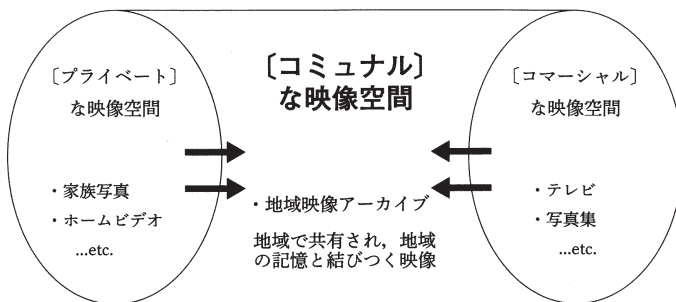 〔プライベート〕
な映像空間
・家族写真
・ホームビデオ
...etc.
〔コミュナル〕
な映像空間
・地域映像アーカイブ
地域で共有され，地域
の記憶と結びつく映像
〔コマーシャル〕
な映像空間
・テレビ
・写真集
...etc.